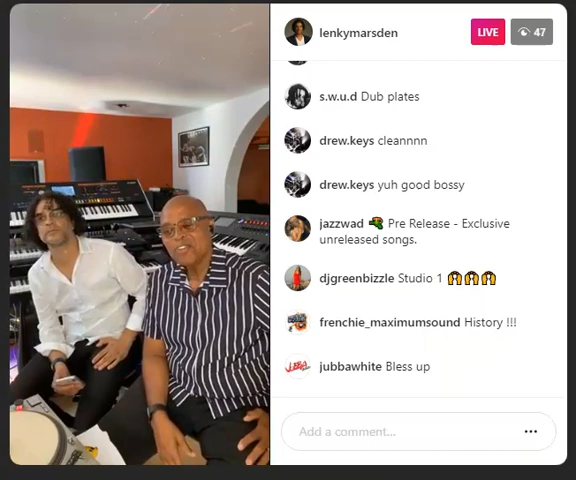 lenkymarsden
LIVE
47
s.w.u.d Dub plates
drew.keys cleannnn
drew.keys yuh good bossy
jazzwad Pre Release - Exclusive
unreleased songs.
djgreenbizzle Studio 1
frenchie_maximumsound History !!!
jubbawhite Bless up
Add a comment...